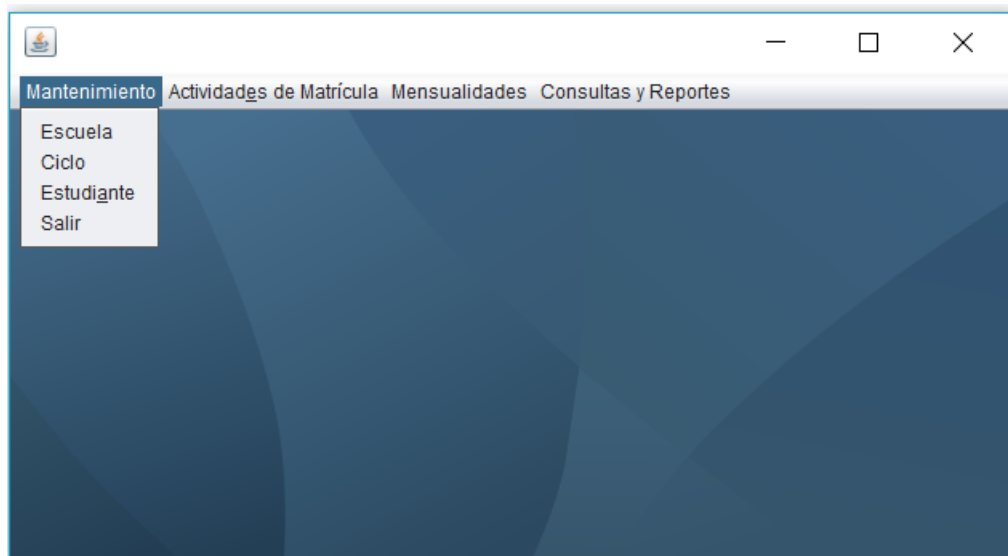 Mantenimiento Actividades de Matrícula Mensualidades Consultas y Reportes
Escuela
Ciclo
Estudiante
Salir